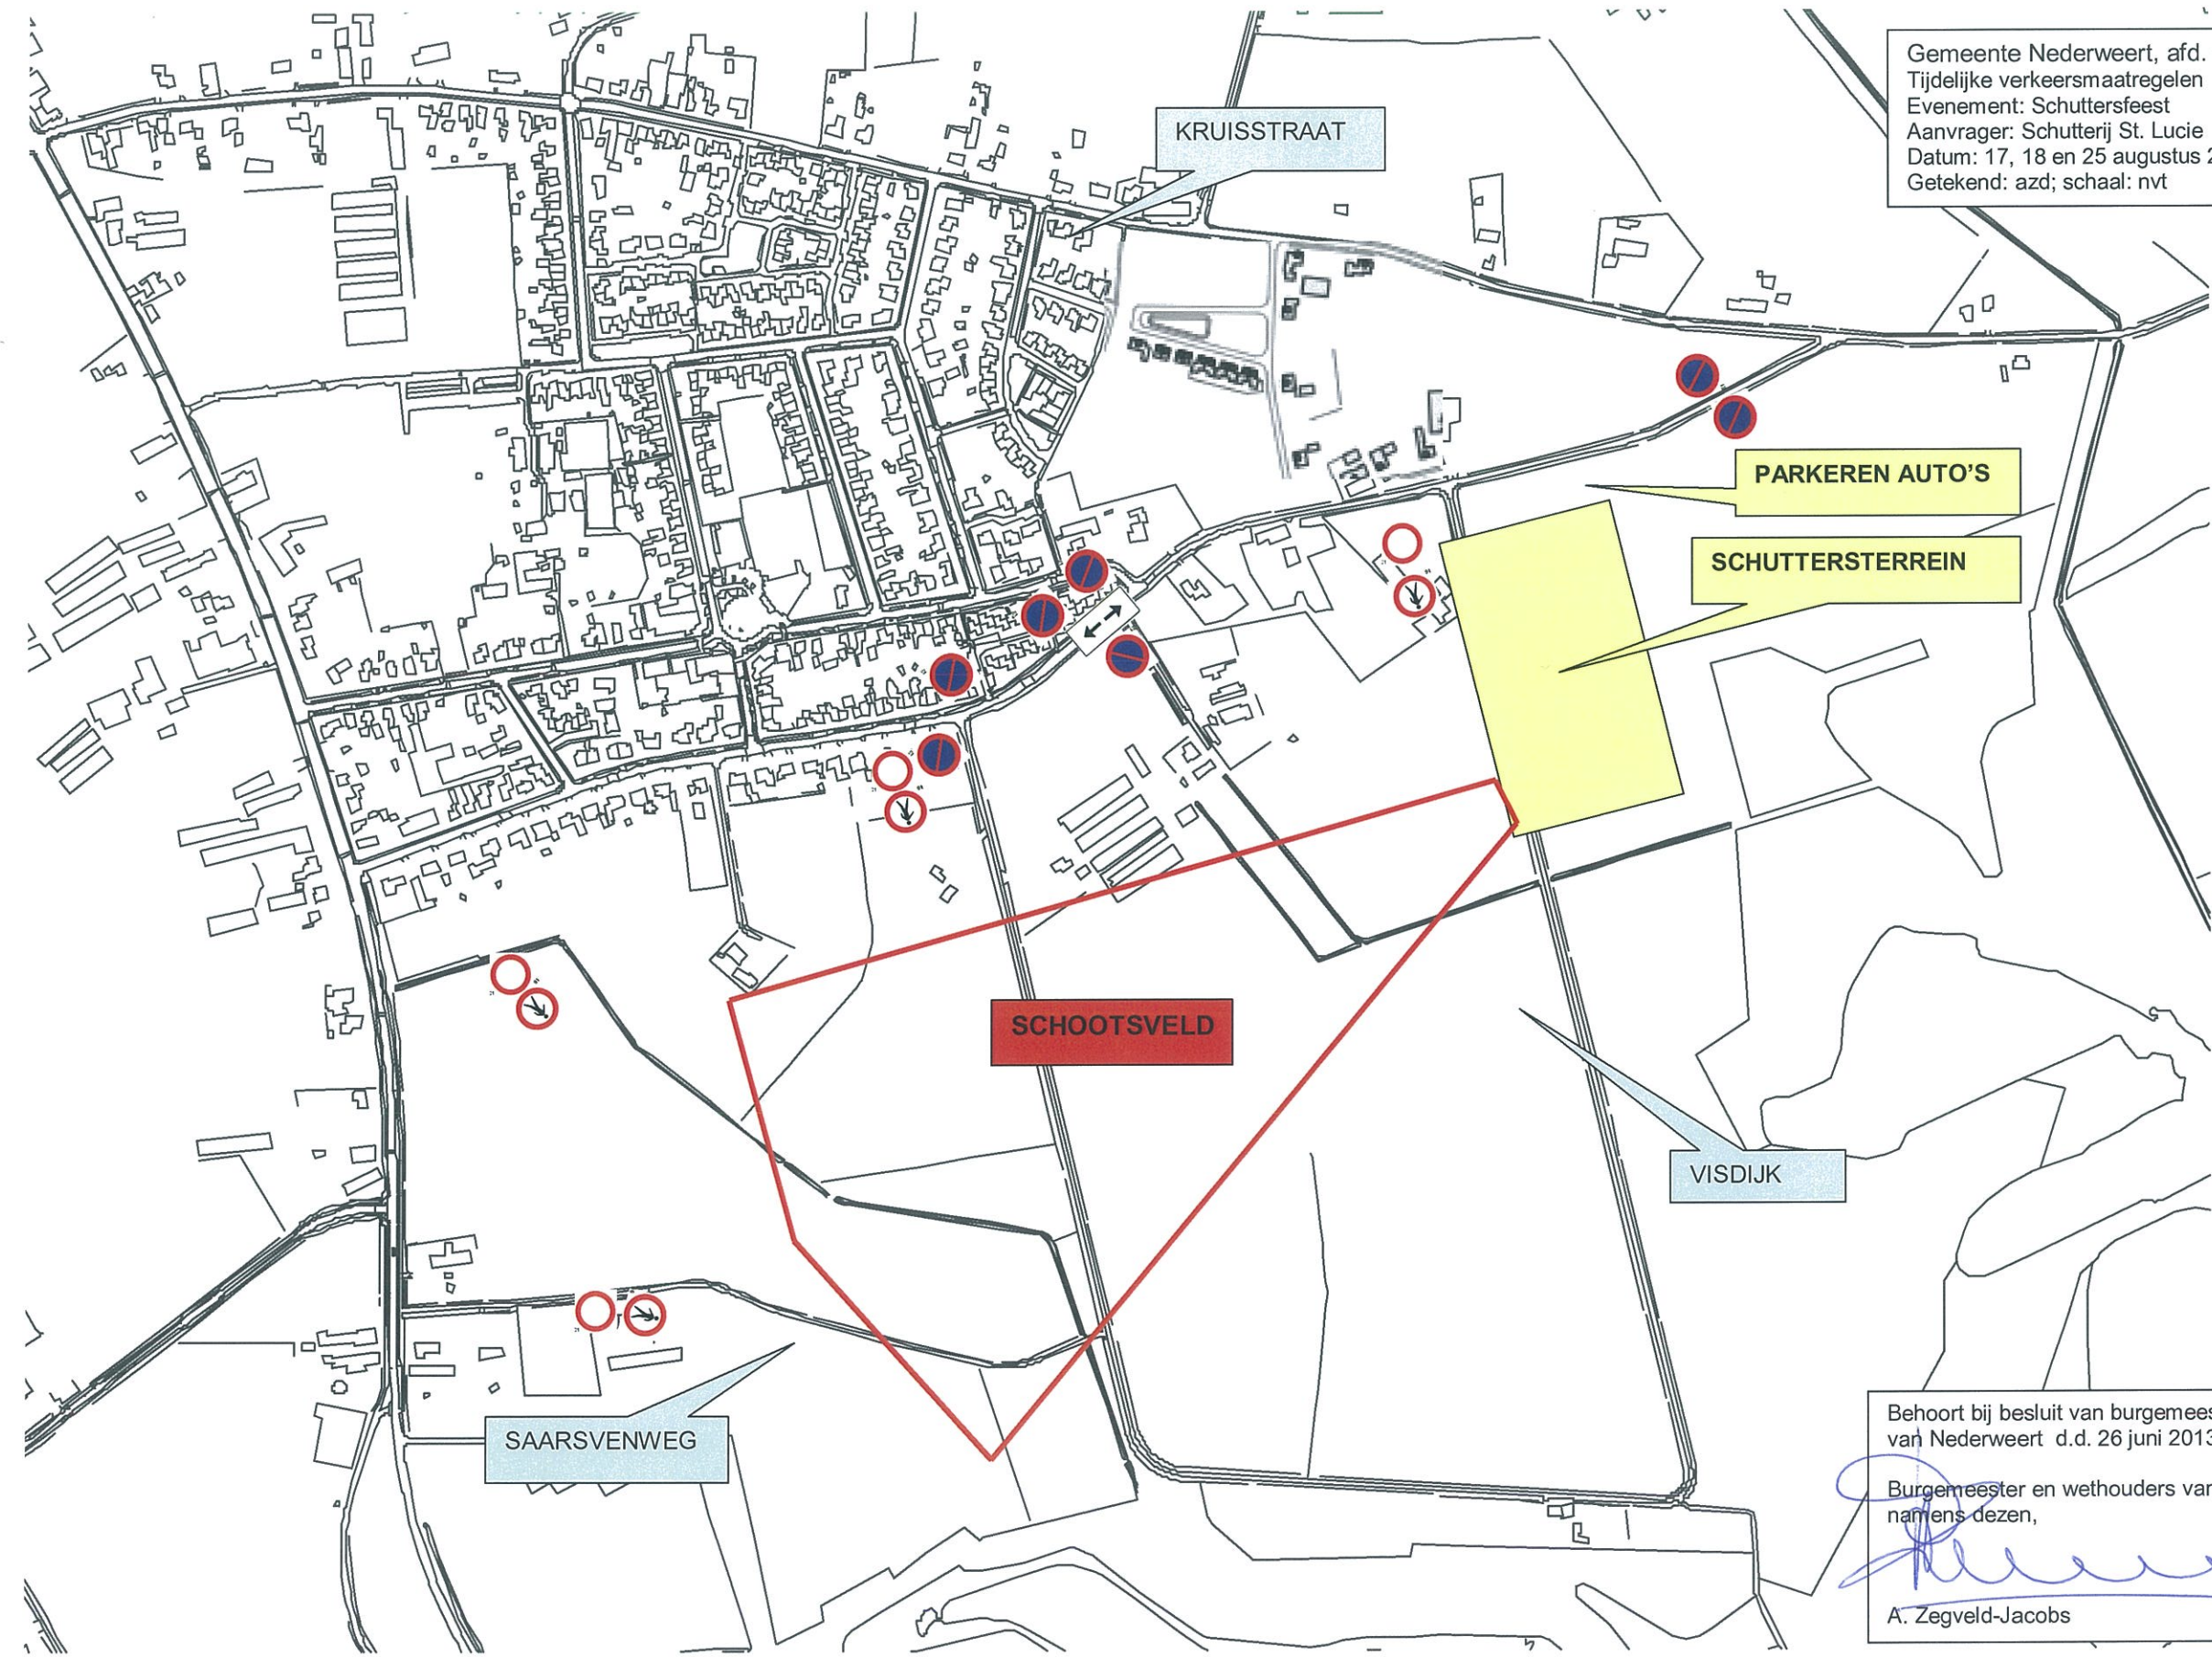 Gemeente Nederweert, afd.
Tijdelijke verkeersmaatregelen
Evenement: Schuttersfeest
Aanvrager: Schutterij St. Lucie
Datum: 17, 18 en 25 augustus
Getekend: azd; schaal: nvt
KRUISSTRAAT
PARKEREN AUTO'S
SCHUTTERSTERREIN
SCHOOTSVELD
VISDIJK
SAARSVENWEG
Behoort bij besluit van
van Nederweert d.d. 26 juni 2013
Burgemeester en wethouders
namens dezen,
A. Zegveld-Jacobs